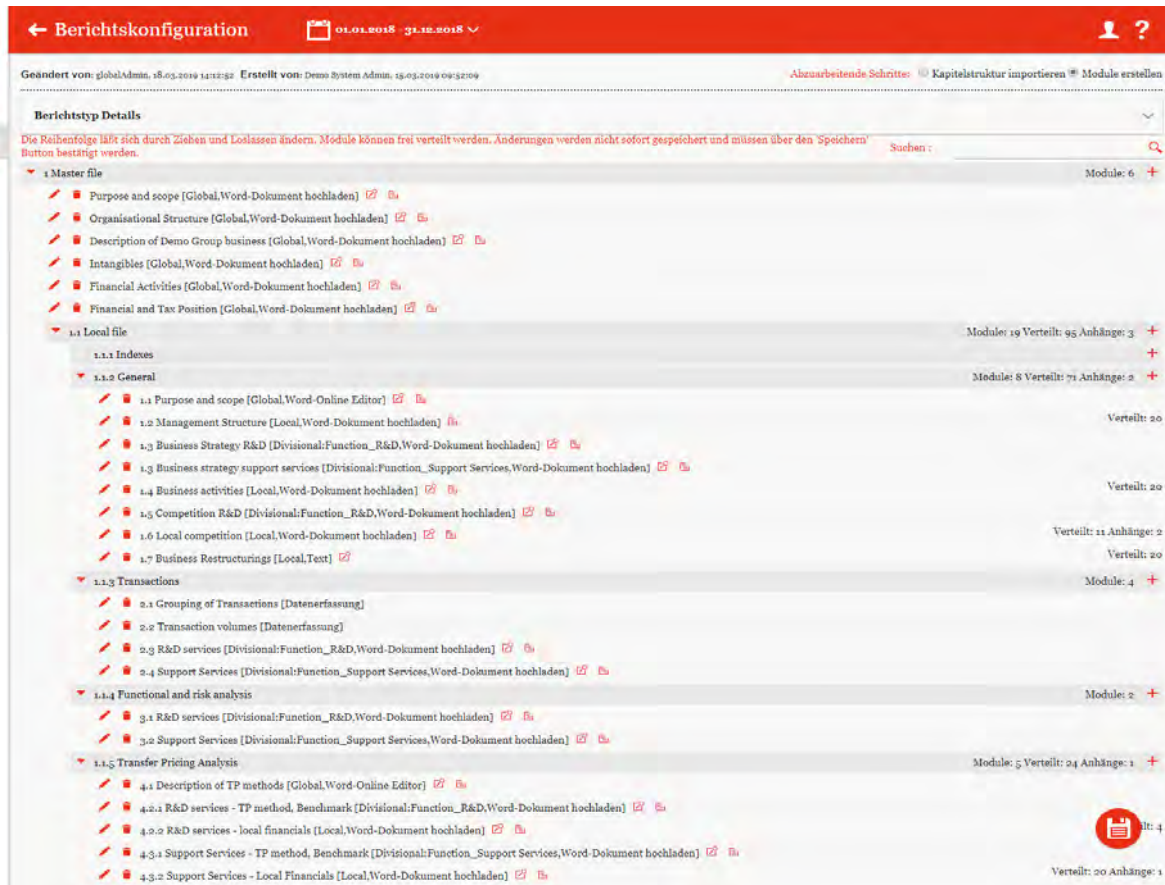 Berichtskonfiguration 01.01.2018 - 31.12.2018 ?
Geändert von: globalAdmin, 18.03.2019 14:12:52 Erstellt von: Demo System Admin, 15.03.2019 09:52:09 Abzuarbeitende Schritte: Kapitelstruktur importieren Module erstellen
Berichtstyp Details
Die Reihenfolge läßt sich durch Ziehen und Loslassen ändern. Module können frei verteilt werden. Änderungen werden nicht sofort gespeichert und müssen über den 'Speichern'
Button bestätigt werden. Suchen :
1 Master file Module: 6 +
Purpose and scope [Global,Word-Dokument hochladen]
Organisational Structure [Global,Word-Dokument hochladen]
Description of Demo Group business [Global,Word-Dokument hochladen]
Intangibles [Global,Word-Dokument hochladen]
Financial Activities [Global,Word-Dokument hochladen]
Financial and Tax Position [Global,Word-Dokument hochladen]
1.1 Local file Module: 19 Verteilt: 95 Anhänge: 3 +
1.1.1 Indexes +
1.1.2 General Module: 8 Verteilt: 71 Anhänge: 2 +
1.1 Purpose and scope [Global,Word-Online Editor]
1.2 Management Structure [Local,Word-Dokument hochladen] Verteilt: 20
1.3 Business Strategy R&D [Divisional:Function_R&D,Word-Dokument hochladen]
1.3 Business strategy support services [Divisional:Function_Support Services,Word-Dokument hochladen]
1.4 Business activities [Local,Word-Dokument hochladen] Verteilt: 20
1.5 Competition R&D [Divisional:Function_R&D,Word-Dokument hochladen]
1.6 Local competition [Local,Word-Dokument hochladen] Verteilt: 11 Anhänge: 2
1.7 Business Restructurings [Local,Text] Verteilt: 20
1.1.3 Transactions Module: 4 +
2.1 Grouping of Transactions [Datenerfassung]
2.2 Transaction volumes [Datenerfassung]
2.3 R&D services [Divisional:Function_R&D,Word-Dokument hochladen]
2.4 Support Services [Divisional:Function_Support Services,Word-Dokument hochladen]
1.1.4 Functional and risk analysis Module: 2 +
3.1 R&D services [Divisional:Function_R&D,Word-Dokument hochladen]
3.2 Support Services [Divisional:Function_Support Services,Word-Dokument hochladen]
1.1.5 Transfer Pricing Analysis Module: 5 Verteilt: 24 Anhänge: 1 +
4.1 Description of TP methods [Global,Word-Online Editor]
4.2.1 R&D services - TP method, Benchmark [Divisional:Function_R&D,Word-Dokument hochladen]
4.2.2 R&D services - local financials [Local,Word-Dokument hochladen] ilt: 4
4.3.1 Support Services - TP method, Benchmark [Divisional:Function_Support Services,Word-Dokument hochladen]
4.3.2 Support Services - Local Financials [Local,Word-Dokument hochladen] Verteilt: 20 Anhänge: 1